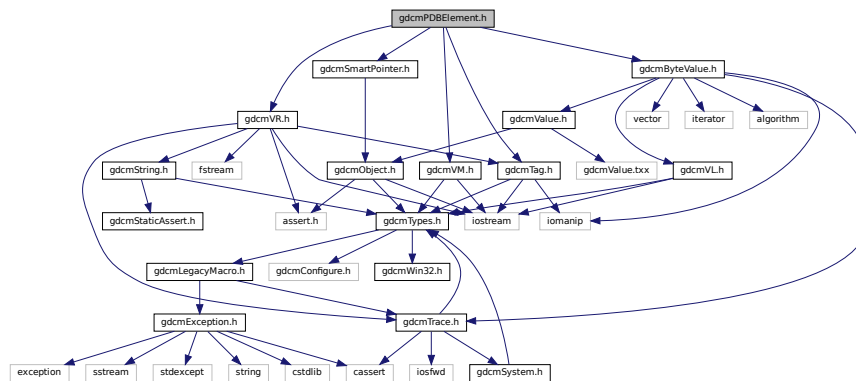 gdcmPDBElement.h
gdcmSmartPointer.h
gdcmByteValue.h
gdcmVR.h
gdcmValue.h
vector
iterator
algorithm
gdcmString.h
fstream
gdcmObject.h
gdcmVM.h
gdcmTag.h
gdcmValue.txx
gdcmVL.h
gdcmStaticAssert.h
assert.h
gdcmTypes.h
iostream
iomanip
gdcmLegacyMacro.h
gdcmConfigure.h
gdcmWin32.h
gdcmException.h
gdcmTrace.h
exception
sstream
stdexcept
string
cstdlib
cassert
iosfwd
gdcmSystem.h